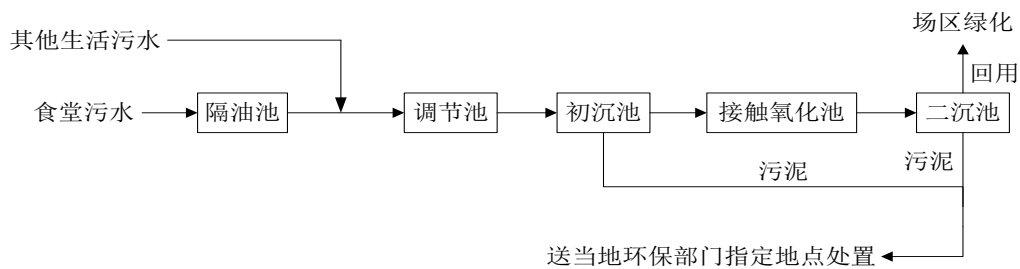 场区绿化
其他生活污水
回用
食堂污水
隔油池
调节池
初沉池
接触氧化池
二沉池
污泥
污泥
送当地环保部门指定地点处置